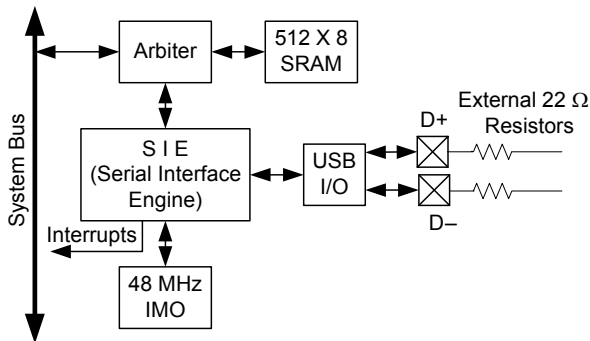 System Bus
Arbiter
512 X 8
SRAM
S I E
(Serial Interface
Engine)
USB
I/O
D+
D–
External 22 Ω
Resistors
Interrupts
48 MHz
IMO